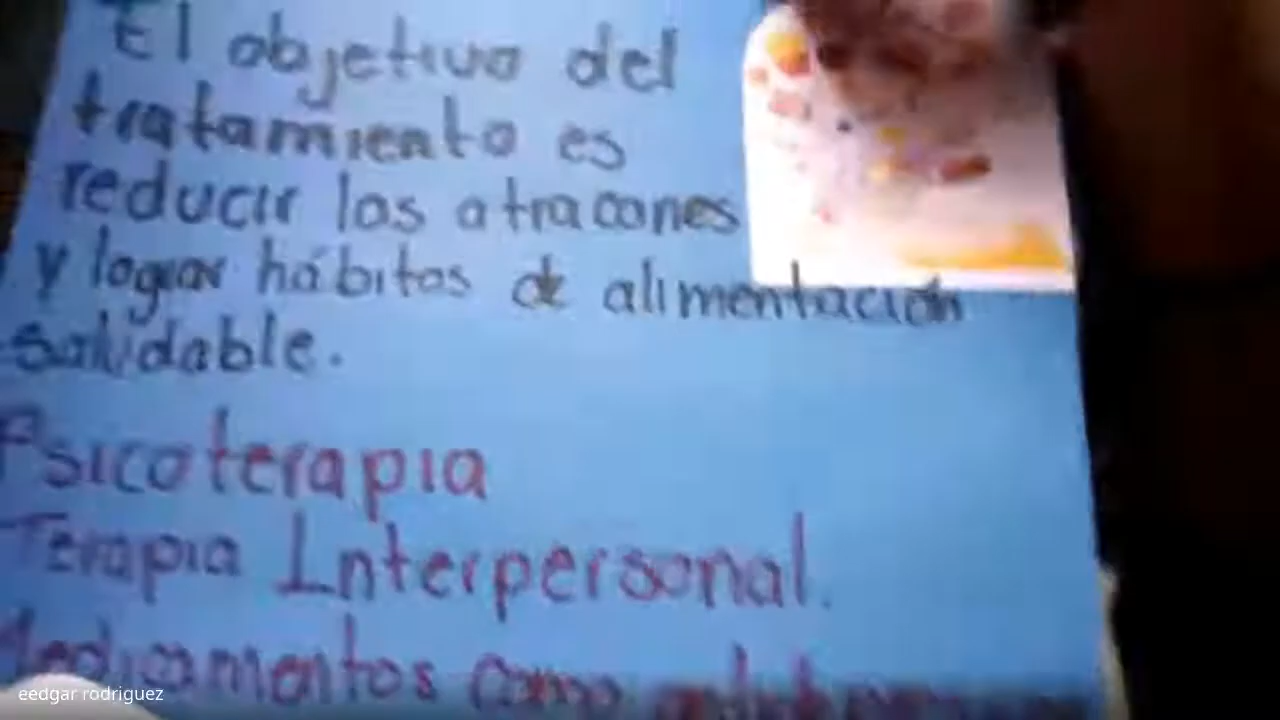 El objetivo del
tratamiento es
reducir los atracones
y lograr hábitos de alimentación
saludable.
Psicoterapia
Terapia Interpersonal.
Medicamentos como
eedgar rodriguez